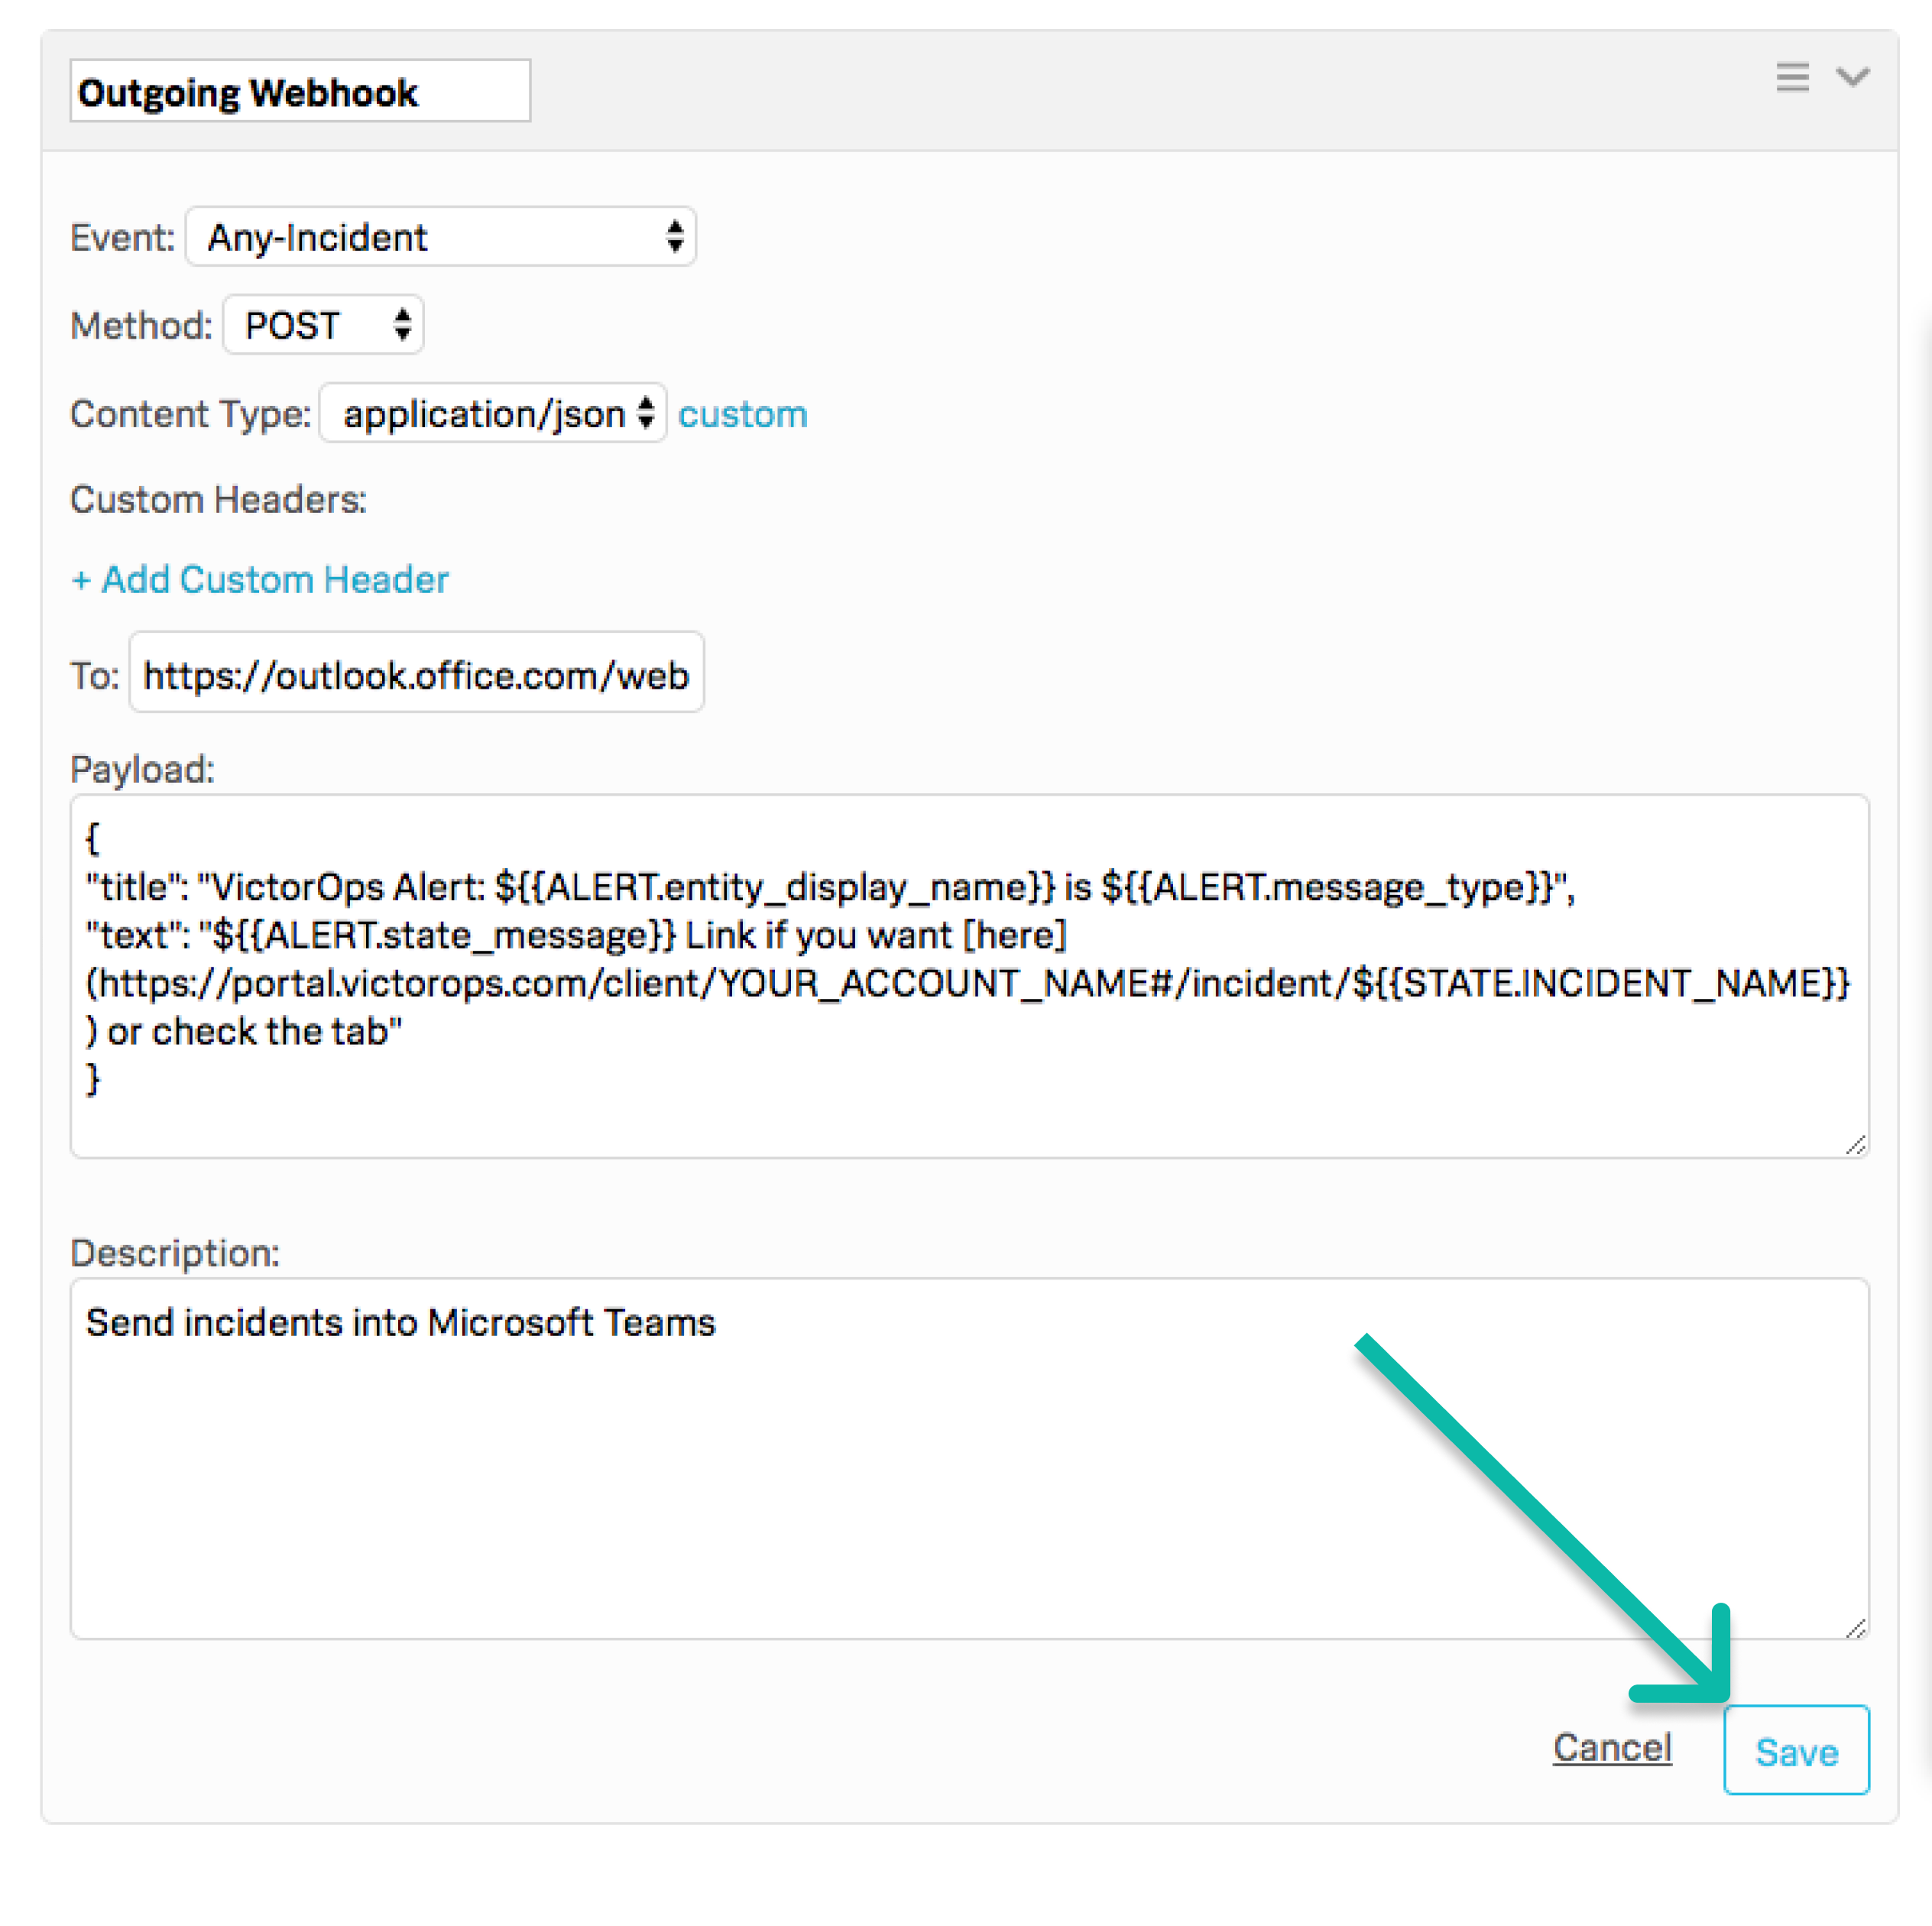 Outgoing Webhook
Event: Any-Incident
Method: POST
Content Type: application/json custom
Custom Headers:
+ Add Custom Header
To: https://outlook.office.com/web
Payload:
{
"title": "VictorOps Alert: ${{ALERT.entity_display_name}} is ${{ALERT.message_type}}",
"text": "${{ALERT.state_message}} Link if you want [here]
(https://portal.victorops.com/client/YOUR_ACCOUNT_NAME#/incident/${{STATE.INCIDENT_NAME}}
) or check the tab"
}
Description:
Send incidents into Microsoft Teams
Cancel Save